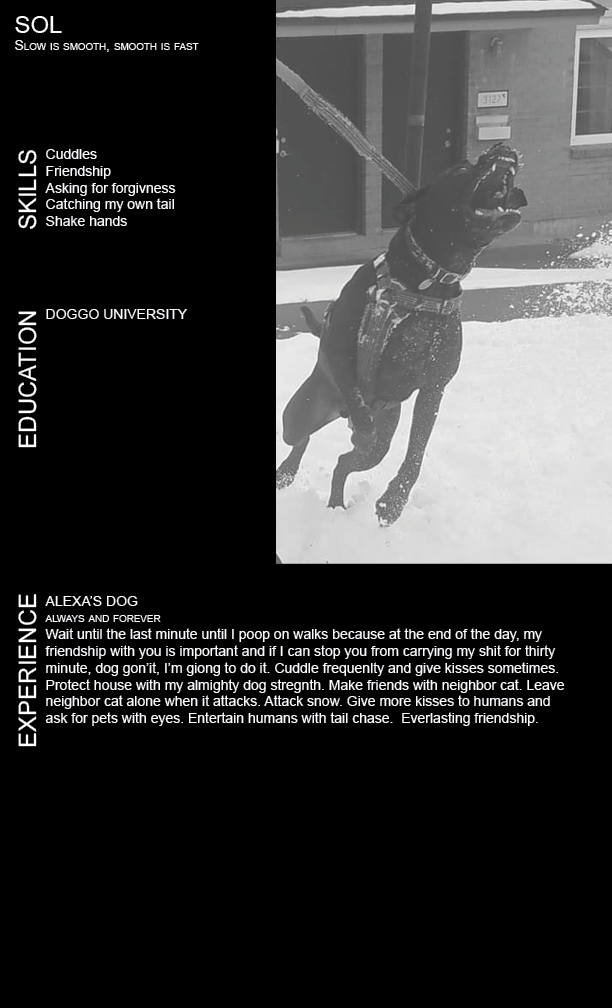 SOL
Slow is smooth, smooth is fast
SKILLS
Cuddles
Friendship
Asking for forgivness
Catching my own tail
Shake hands
EDUCATION
DOGGO UNIVERSITY
3127
EXPERIENCE
ALEXA'S DOG
ALWAYS AND FOREVER
Wait until the last minute until I poop on walks because at the end of the day, my
friendship with you is important and if I can stop you from carrying my shit for thirty
minute, dog gon'it, I'm giong to do it. Cuddle frequenlty and give kisses sometimes.
Protect house with my almighty dog stregnth. Make friends with neighbor cat. Leave
neighbor cat alone when it attacks. Attack snow. Give more kisses to humans and
ask for pets with eyes. Entertain humans with tail chase.  Everlasting friendship.